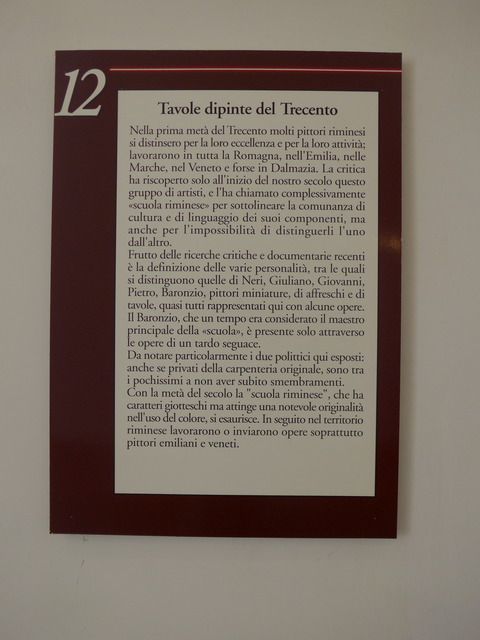 12
Tavole dipinte del Trecento
Nella prima metà del Trecento molti pittori riminesi
si distinsero per la loro eccellenza e per la loro attività;
lavorarono in tutta la Romagna, nell'Emilia, nelle
Marche, nel Veneto e forse in Dalmazia. La critica
ha riscoperto solo all'inizio del nostro secolo questo
gruppo di artisti, e l'ha chiamato complessivamente
«scuola riminese» per sottolineare la comunanza di
cultura e di linguaggio dei suoi componenti, ma
anche per l'impossibilità di distinguerli l'uno
dall'altro.
Frutto delle ricerche critiche e documentarie recenti
è la definizione delle varie personalità, tra le quali
si distinguono quelle di Neri, Giuliano, Giovanni,
Pietro, Baronzio, pittori miniature, di affreschi e di
tavole, quasi tutti rappresentati qui con alcune opere.
Il Baronzio, che un tempo era considerato il maestro
principale della «scuola», è presente solo attraverso
le opere di un tardo seguace.
Da notare particolarmente i due polittici qui esposti:
anche se privati della carpenteria originale, sono tra
i pochissimi a non aver subito smembramenti.
Con la metà del secolo la "scuola riminese", che ha
caratteri giotteschi ma attinge una notevole originalità
nell'uso del colore, si esaurisce. In seguito nel territorio
riminese lavorarono o inviarono opere soprattutto
pittori emiliani e veneti.